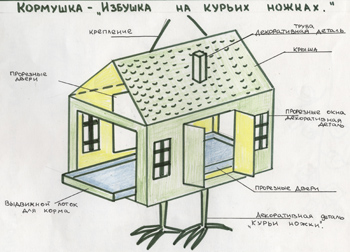 Кормушка - „Избушка на курьих ножках."
крепление
труба
декоративная деталь
крыша
прорезные
двери
прорезные окна
декоративная
деталь
прорезные двери
выдвижной лоток
для корма
Декоративная деталь
„курьи ножки".